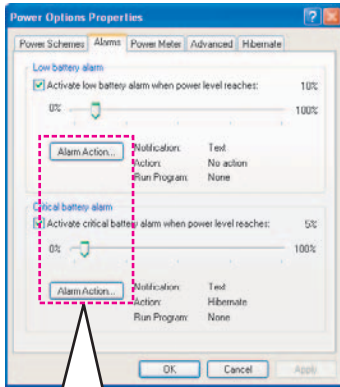 Power Options Properties
Power Schemes Alarms Power Meter Advanced Hibernate
Low battery alarm
Activate low battery alarm when power level reaches: 10%
0% 100%
Alarm Action... Notification: Text
Action: No action
Run Program: None
Critical battery alarm
Activate critical battery alarm when power level reaches: 5%
0% 100%
Alarm Action... Notification: Text
Action: Hibernate
Run Program: None
OK Cancel Apply